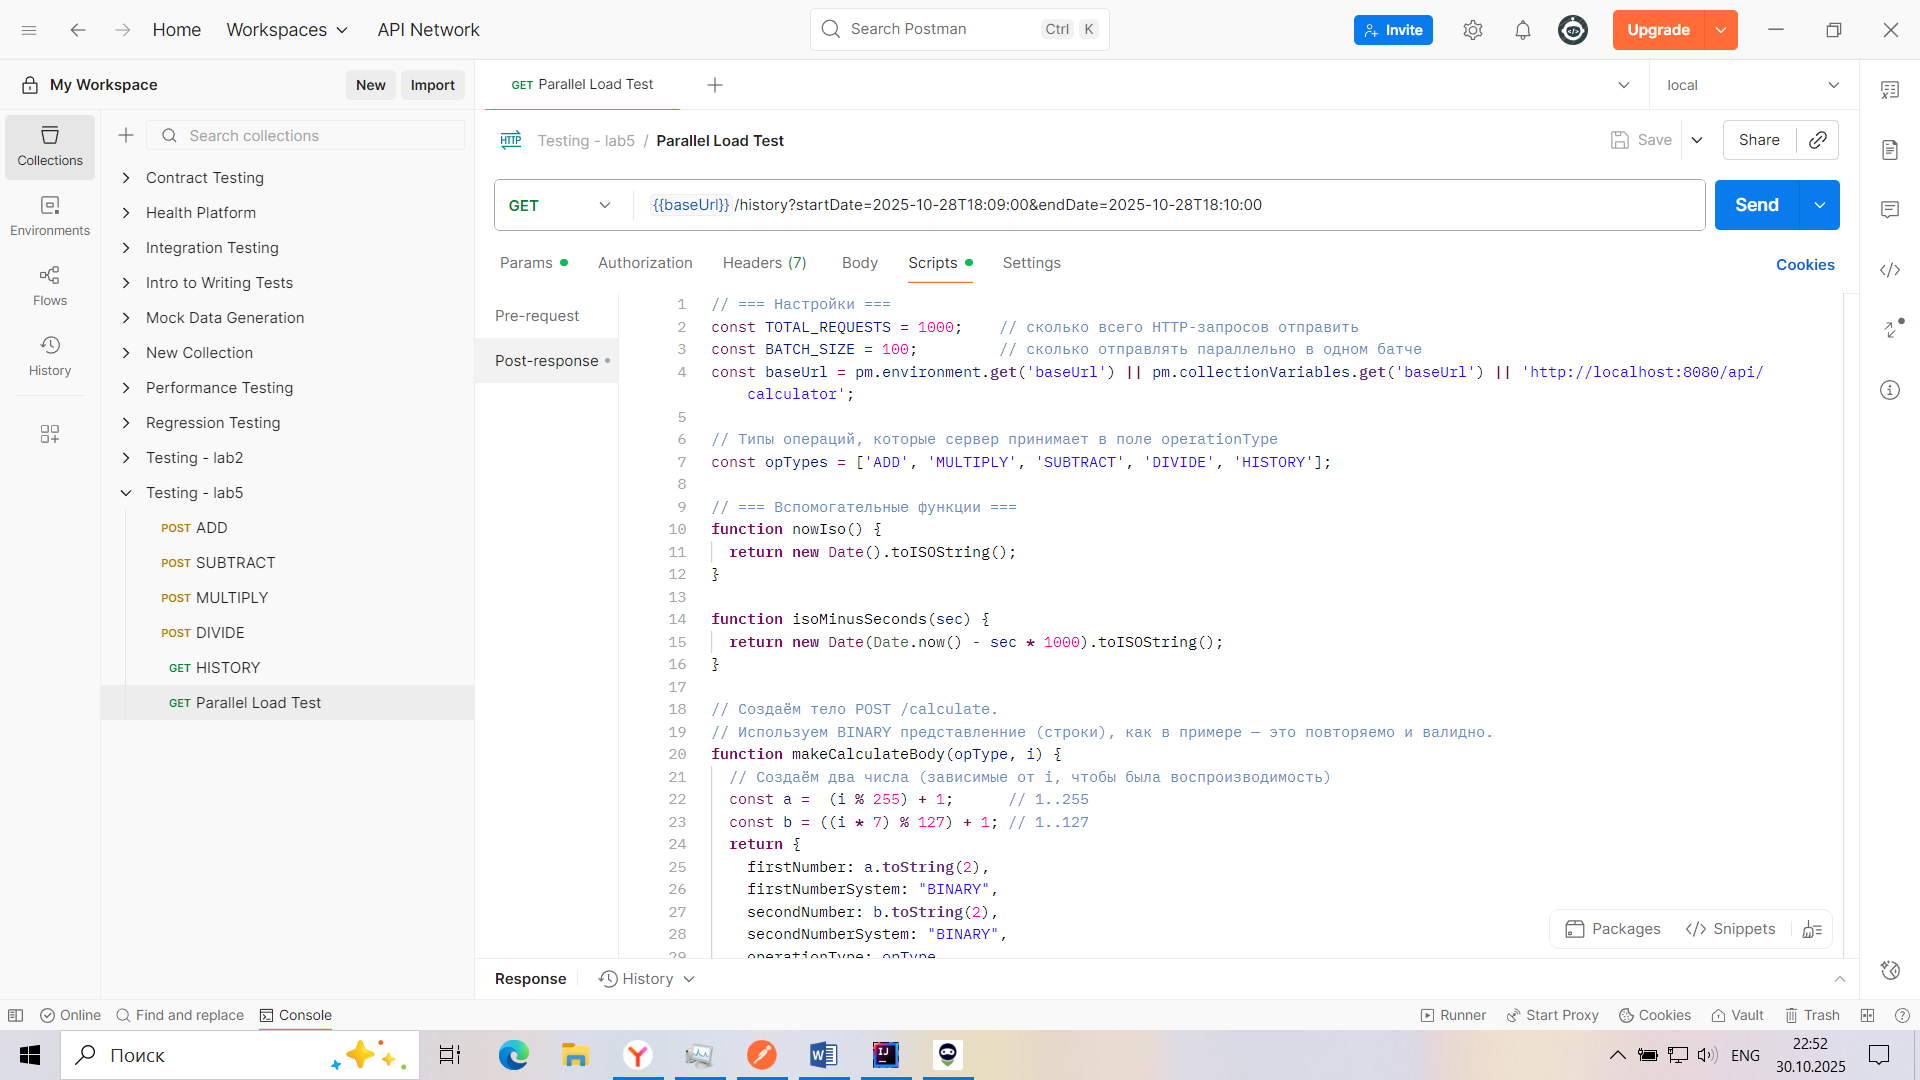 Home
Workspaces
API Network
Search Postman
Ctrl K
Invite
Upgrade
My Workspace
New
Import
GET Parallel Load Test
local
Collections
Environments
Flows
History
Search collections
Contract Testing
Health Platform
Integration Testing
Intro to Writing Tests
Mock Data Generation
New Collection
Performance Testing
Regression Testing
Testing - lab2
Testing - lab5
POST ADD
POST SUBTRACT
POST MULTIPLY
POST DIVIDE
GET HISTORY
GET Parallel Load Test
HTTP Testing - lab5 / Parallel Load Test
Save
Share
GET
{{baseUrl}}/history?startDate=2025-10-28T18:09:00&endDate=2025-10-28T18:10:00
Send
Params
Authorization
Headers (7)
Body
Scripts
Settings
Cookies
Pre-request
Post-response
1 // === Настройки ===
2 const TOTAL_REQUESTS = 1000; // сколько всего HTTP-запросов отправить
3 const BATCH_SIZE = 100; // сколько отправлять параллельно в одном батче
4 const baseUrl = pm.environment.get('baseUrl') || pm.collectionVariables.get('baseUrl') || 'http://localhost:8080/api/
calculator';
5
6 // Типы операций, которые сервер принимает в поле operationType
7 const opTypes = ['ADD', 'MULTIPLY', 'SUBTRACT', 'DIVIDE', 'HISTORY'];
8
9 // === Вспомогательные функции ===
10 function nowIso() {
11 return new Date().toISOString();
12 }
13
14 function isoMinusSeconds(sec) {
15 return new Date(Date.now() - sec * 1000).toISOString();
16 }
17
18 // Создаём тело POST /calculate.
19 // Используем BINARY представленние (строки), как в примере — это повторяемо и валидно.
20 function makeCalculateBody(opType, i) {
21 // Создаём два числа (зависимые от i, чтобы была воспроизводимость)
22 const a = (i % 255) + 1; // 1..255
23 const b = ((i * 7) % 127) + 1; // 1..127
24 return {
25 firstNumber: a.toString(2),
26 firstNumberSystem: "BINARY",
27 secondNumber: b.toString(2),
28 secondNumberSystem: "BINARY",
29 operationType: opType
Packages
Snippets
Response
History
Online
Find and replace
Console
Runner
Start Proxy
Cookies
Vault
Trash
Поиск
ENG
22:52
30.10.2025